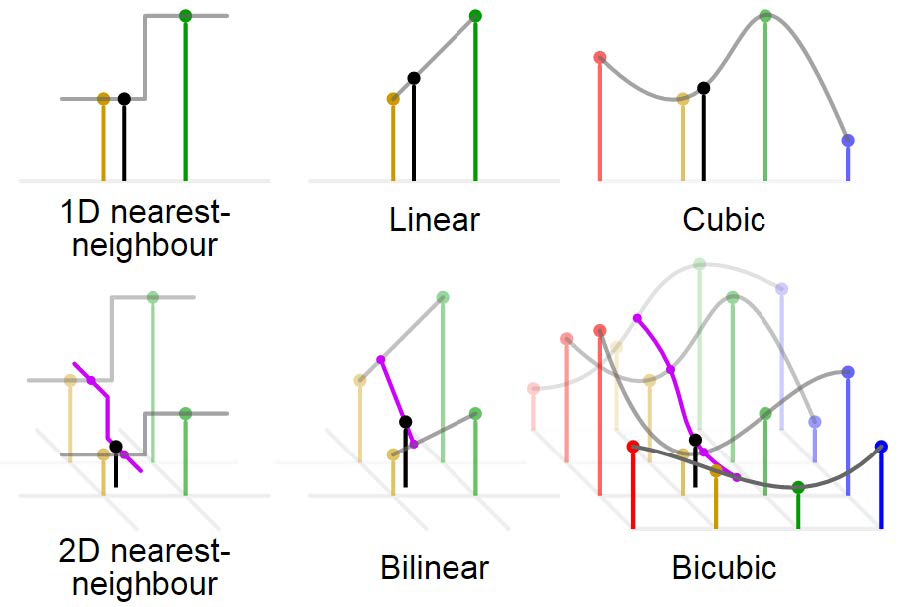 1D nearest-
neighbour
Linear
Cubic
2D nearest-
neighbour
Bilinear
Bicubic